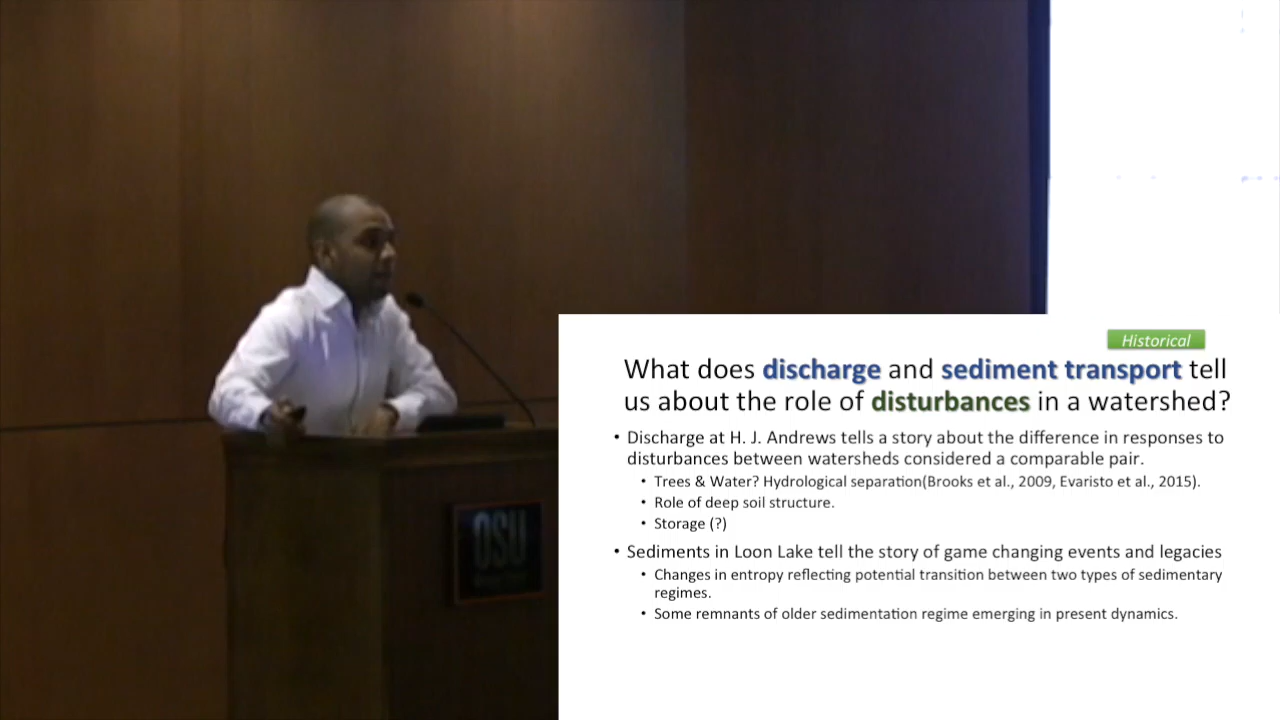 Historical
What does discharge and sediment transport tell
us about the role of disturbances in a watershed?
• Discharge at H. J. Andrews tells a story about the difference in responses to
disturbances between watersheds considered a comparable pair.
• Trees & Water? Hydrological separation(Brooks et al., 2009, Evaristo et al., 2015).
• Role of deep soil structure.
• Storage (?)
• Sediments in Loon Lake tell the story of game changing events and legacies
• Changes in entropy reflecting potential transition between two types of sedimentary
regimes.
• Some remnants of older sedimentation regime emerging in present dynamics.
OSU